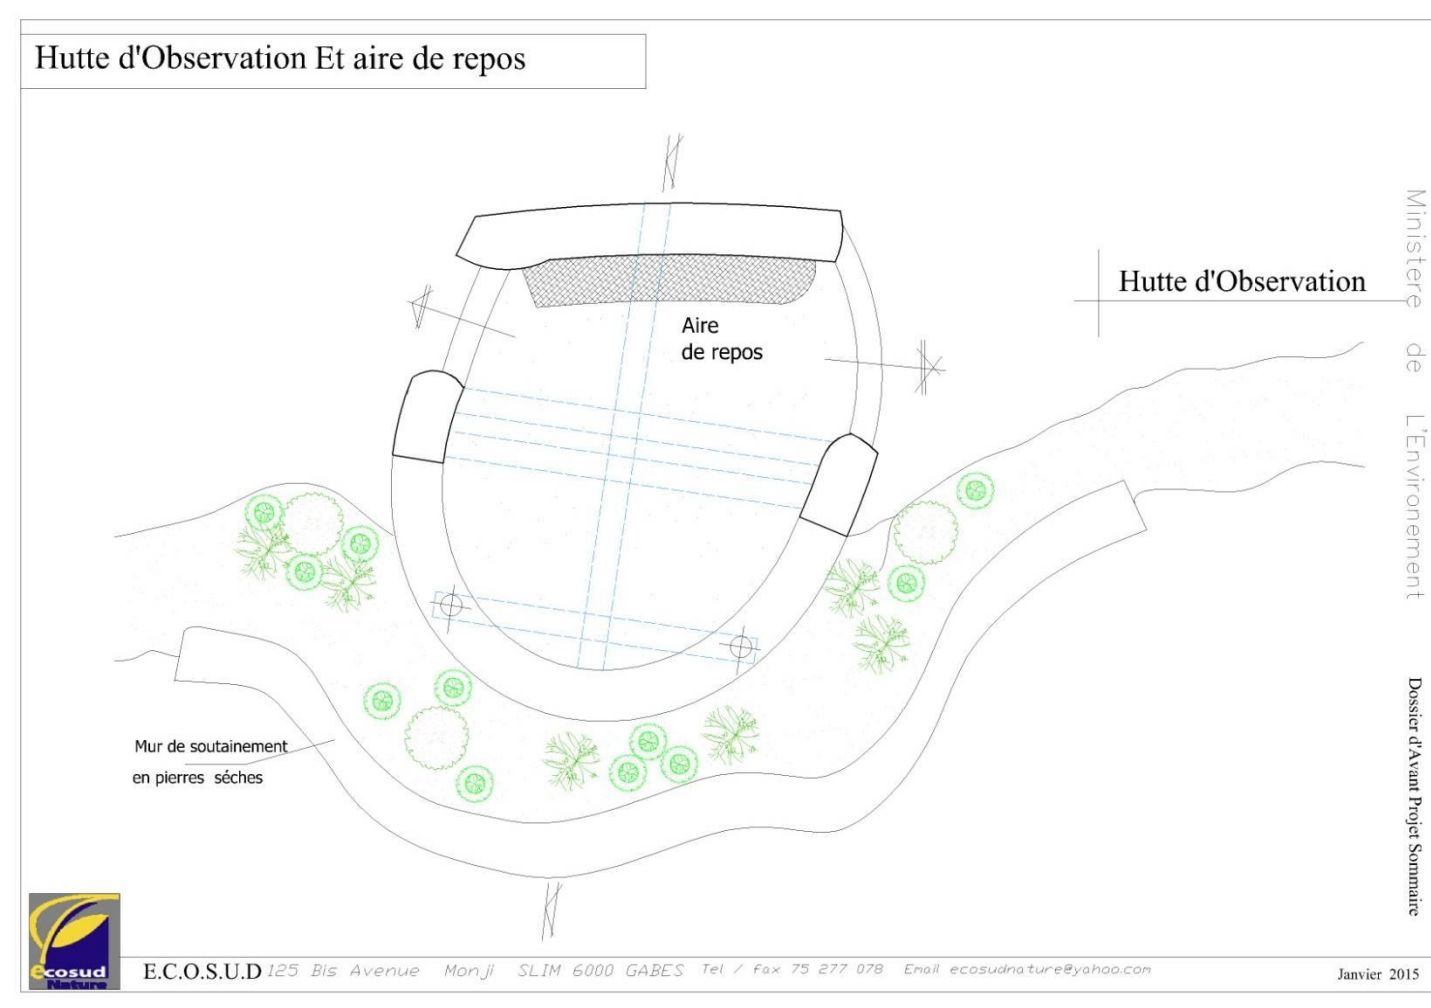 Hutte d'Observation Et aire de repos
Hutte d'Observation
Aire
de repos
Mur de soutainement
en pierres séches
Ministere de L'Environement
Dossier d'Avant Projet Sommaire
ecosud
Nature
E.C.O.S.U.D 125 Bis Avenue Monji SLIM 6000 GABES Tel / fax 75 277 078 Email ecosudnature@yahoo.com
Janvier 2015